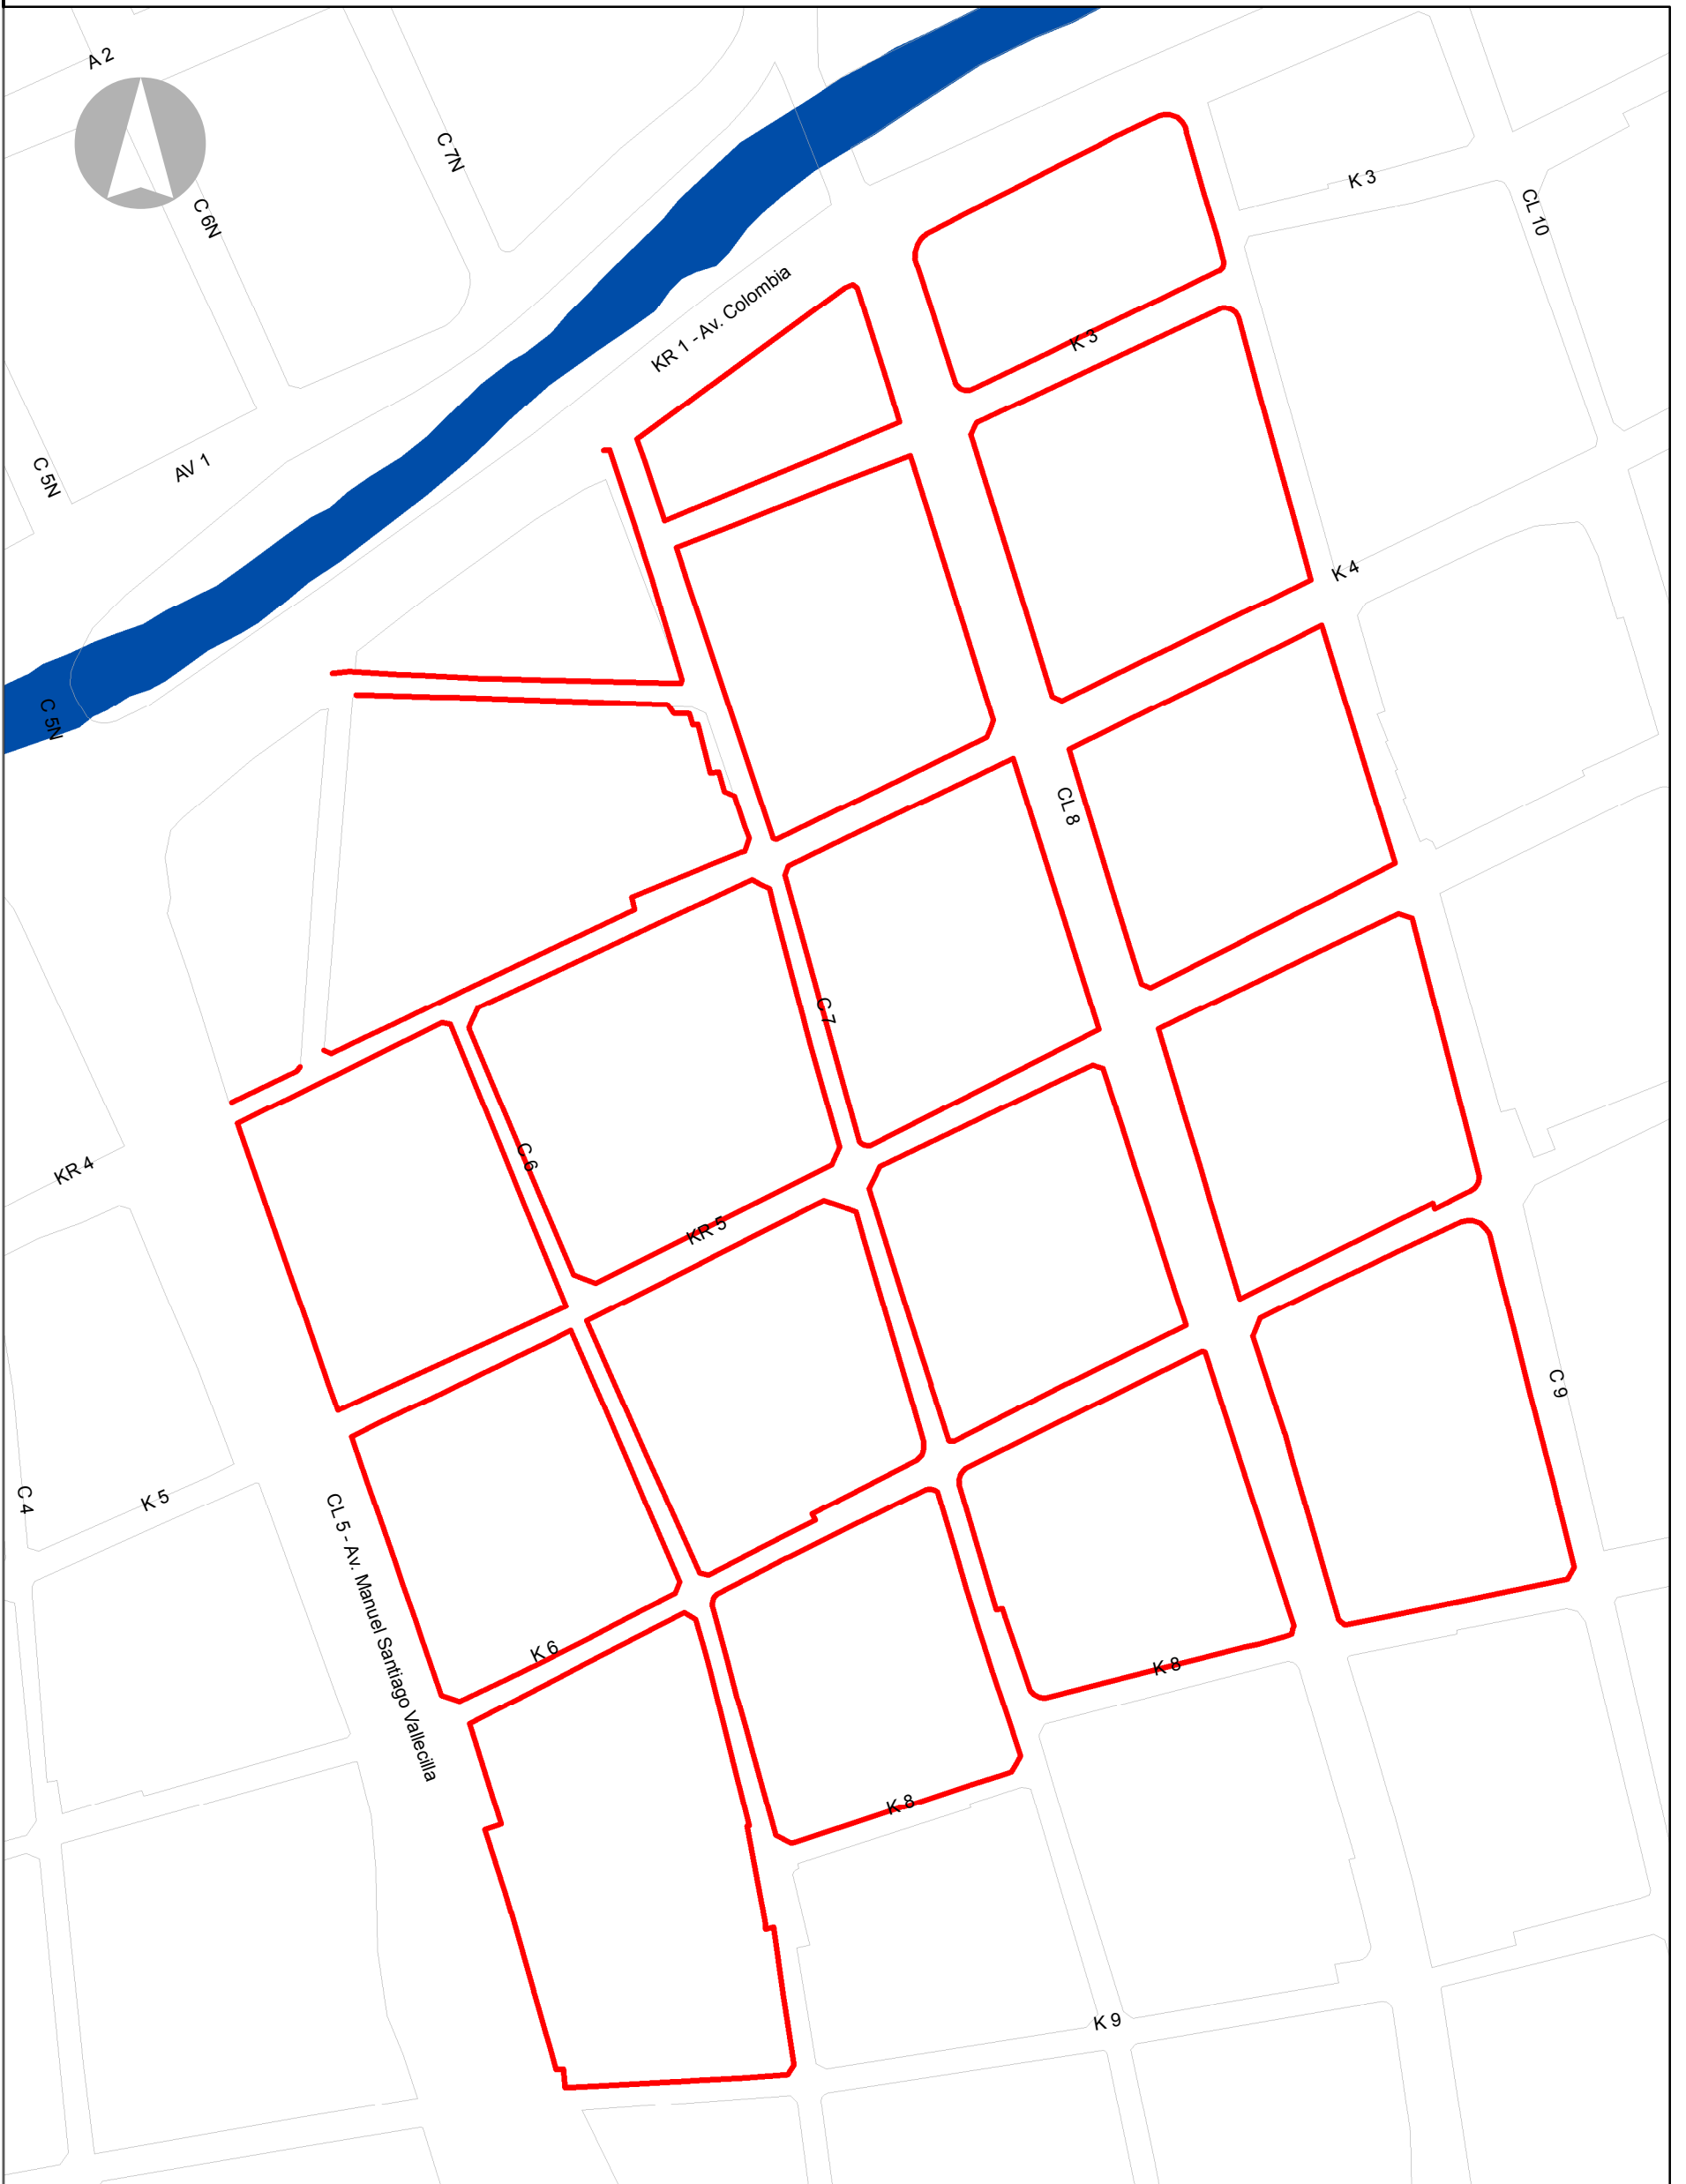 A 2
C 7N
K 3
C 6N
CL 10
KR 1 - Av. Colombia
K 3
AV 1
C 5N
K 4
C 5N
CL 8
C 7
C 6
KR 4
KR 5
C 9
C 4
K 5
CL 5 - Av. Manuel Santiago Vallecilla
K 6
K 8
K 8
K 9